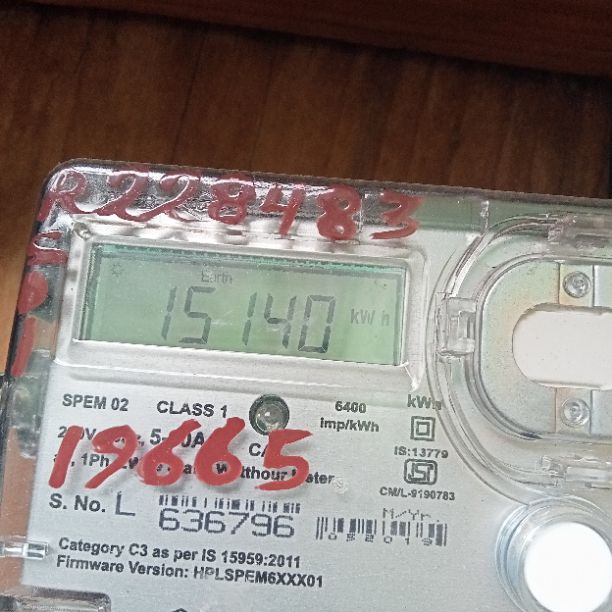 R228483
Earth
15140 kWh
SPEM 02 CLASS 1 6400 imp/kWh kWh
19665
IS:13779
CM/L-9190783
S. No. L 636796 M/Yr
Category C3 as per IS 15959:2011
Firmware Version: HPLSPEM6XXX01